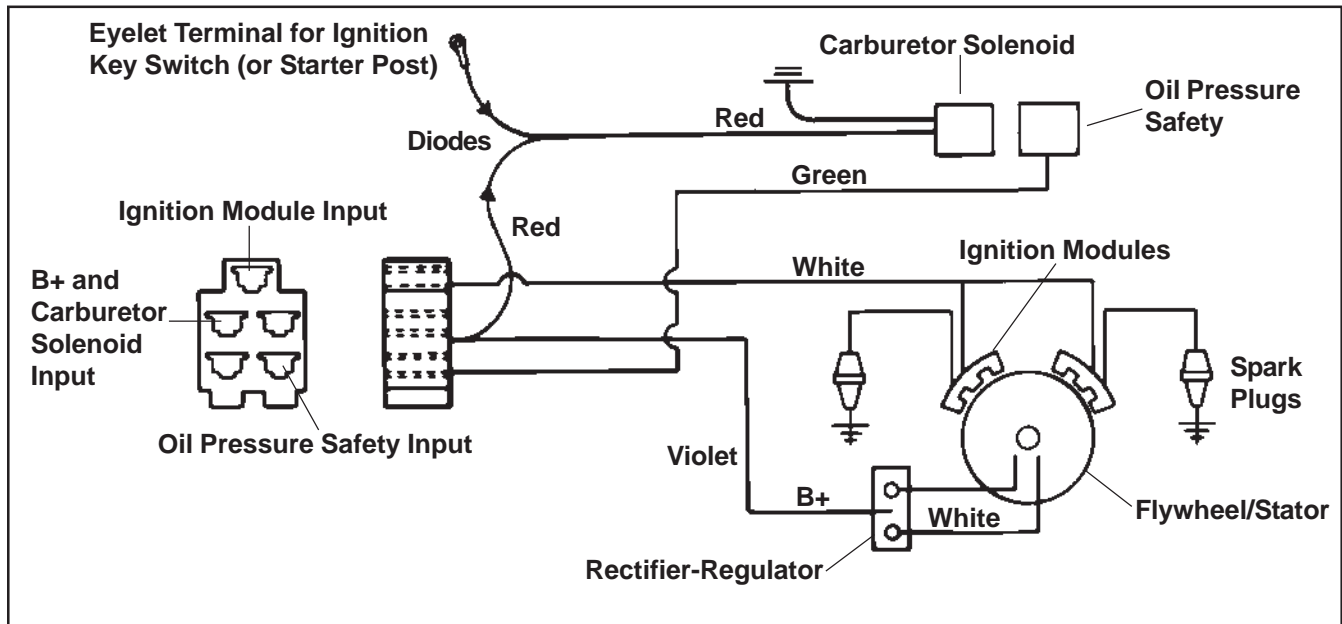 Eyelet Terminal for Ignition
Key Switch (or Starter Post)
Carburetor Solenoid
Oil Pressure
Safety
Red
Diodes
Green
Ignition Module Input
Red
Ignition Modules
B+ and
Carburetor
Solenoid
Input
White
Spark
Plugs
Oil Pressure Safety Input
Violet
B+
White
Flywheel/Stator
Rectifier-Regulator